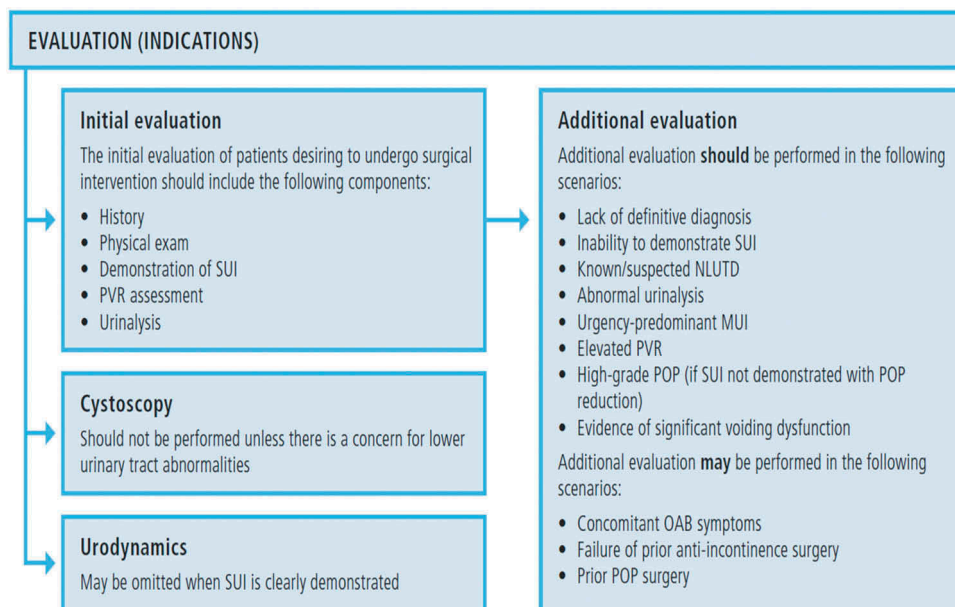 EVALUATION (INDICATIONS)
Initial evaluation
The initial evaluation of patients desiring to undergo surgical
intervention should include the following components:
• History
• Physical exam
• Demonstration of SUI
• PVR assessment
• Urinalysis
Cystoscopy
Should not be performed unless there is a concern for lower
urinary tract abnormalities
Urodynamics
May be omitted when SUI is clearly demonstrated
Additional evaluation
Additional evaluation should be performed in the following
scenarios:
• Lack of definitive diagnosis
• Inability to demonstrate SUI
• Known/suspected NLUTD
• Abnormal urinalysis
• Urgency-predominant MUI
• Elevated PVR
• High-grade POP (if SUI not demonstrated with POP
reduction)
• Evidence of significant voiding dysfunction
Additional evaluation may be performed in the following
scenarios:
• Concomitant OAB symptoms
• Failure of prior anti-incontinence surgery
• Prior POP surgery